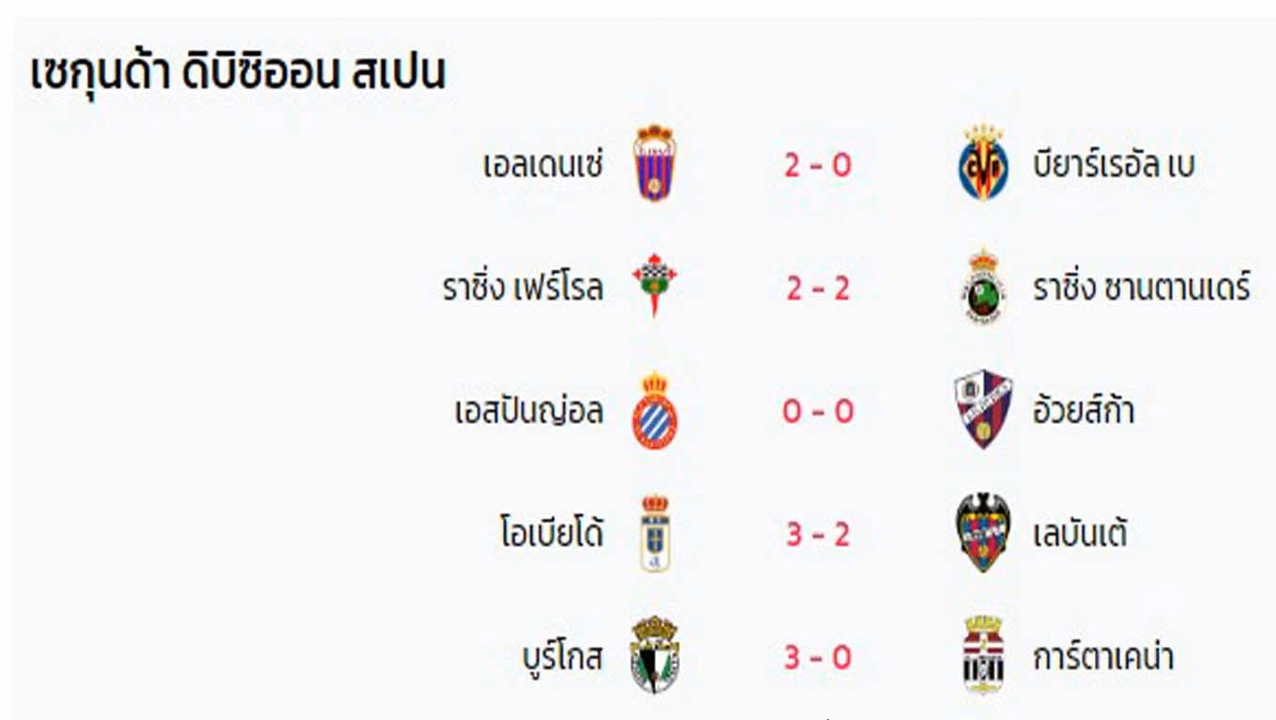 เซกุนด้า ดิบิซิออน สเปน
เอลเดนเซ่ 2 - 0 บียาร์เรอัล เบ
ราซิ่ง เฟร์โรล 2 - 2 ราซิ่ง ซานตานเดร์
เอสปันญ่อล 0 - 0 อ้วยส์ก้า
โอเบียโด้ 3 - 2 เลบันเต้
บูร์โกส 3 - 0 การ์ตาเคน่า